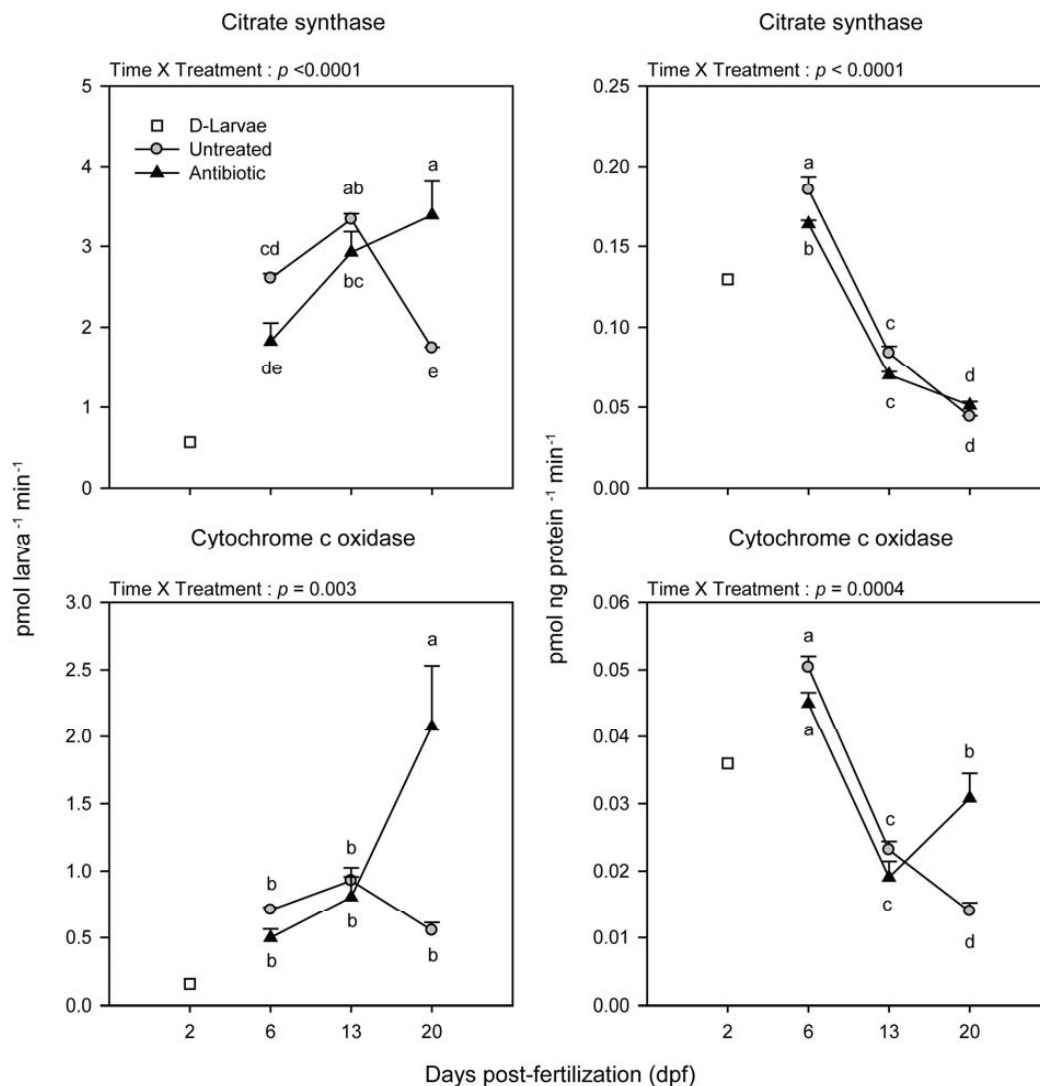 Citrate synthase
Time X Treatment : p <0.0001
5
4
3
2
1
0
D-Larvae
Untreated
Antibiotic
cd
de
ab
bc
a
e
Citrate synthase
Time X Treatment : p < 0.0001
0.25
0.20
0.15
0.10
0.05
0.00
a
b
c
c
d
d
pmol larva ⁻¹ min⁻¹
Cytochrome c oxidase
Time X Treatment : p = 0.003
3.0
2.5
2.0
1.5
1.0
0.5
0.0
b
b
b
b
a
b
2
6
13
20
pmol ng protein ⁻¹ min⁻¹
Cytochrome c oxidase
Time X Treatment : p = 0.0004
0.06
0.05
0.04
0.03
0.02
0.01
0.00
a
a
c
c
b
d
2
6
13
20
Days post-fertilization (dpf)